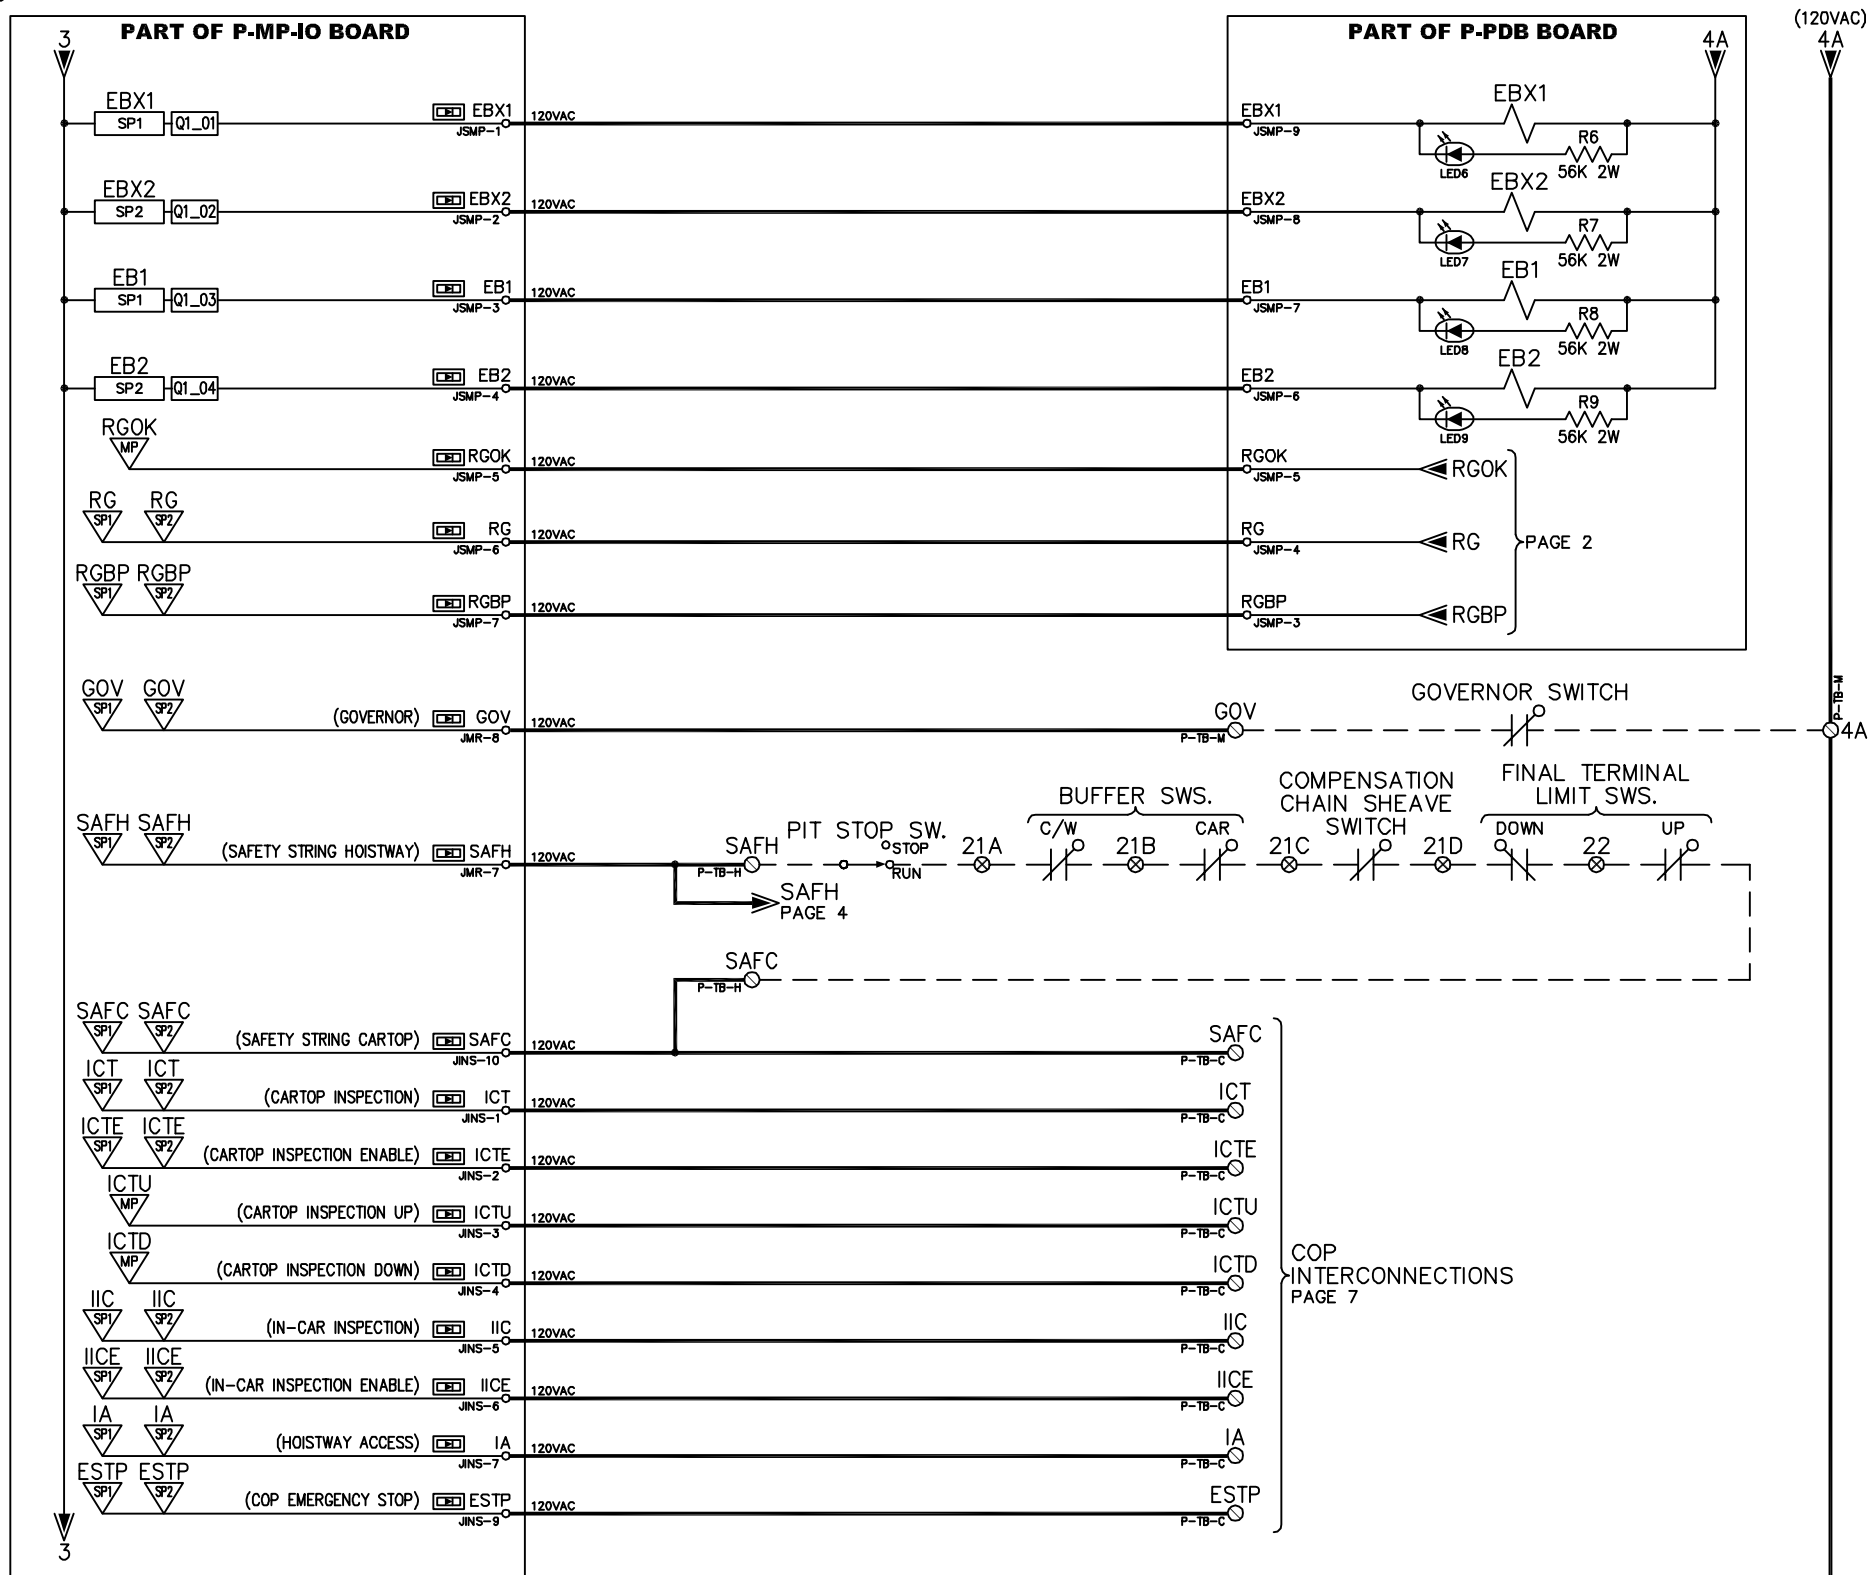 PART OF P-MP-IO BOARD
PART OF P-PDB BOARD
(120VAC)
3
4A
4A
EBX1
SP1
Q1_01
EBX1
JSMP-1
120VAC
EBX1
JSMP-9
EBX1
LED6
R6
56K 2W
EBX2
SP2
Q1_02
EBX2
JSMP-2
120VAC
EBX2
JSMP-8
EBX2
LED7
R7
56K 2W
EB1
SP1
Q1_03
EB1
JSMP-3
120VAC
EB1
JSMP-7
EB1
LED8
R8
56K 2W
EB2
SP2
Q1_04
EB2
JSMP-4
120VAC
EB2
JSMP-6
EB2
LED9
R9
56K 2W
RGOK
MP
RGOK
JSMP-5
120VAC
RGOK
JSMP-5
RGOK
RG RG
SP1 SP2
RG
JSMP-6
120VAC
RG
JSMP-4
RG
PAGE 2
RGBP RGBP
SP1 SP2
RGBP
JSMP-7
120VAC
RGBP
JSMP-3
RGBP
GOV GOV
SP1 SP2
(GOVERNOR)
GOV
JMR-8
120VAC
GOV
P-TB-M
GOVERNOR SWITCH
P-TB-M
4A
SAFH SAFH
SP1 SP2
(SAFETY STRING HOISTWAY)
SAFH
JMR-7
120VAC
SAFH
P-TB-H
PIT STOP SW.
STOP
RUN
21A
BUFFER SWS.
C/W
21B
CAR
21C
COMPENSATION
CHAIN SHEAVE
SWITCH
21D
FINAL TERMINAL
LIMIT SWS.
DOWN
22
UP
SAFH
PAGE 4
SAFC
P-TB-H
SAFC SAFC
SP1 SP2
(SAFETY STRING CARTOP)
SAFC
JINS-10
120VAC
SAFC
P-TB-C
ICT ICT
SP1 SP2
(CARTOP INSPECTION)
ICT
JINS-1
120VAC
ICT
P-TB-C
ICTE ICTE
SP1 SP2
(CARTOP INSPECTION ENABLE)
ICTE
JINS-2
120VAC
ICTE
P-TB-C
ICTU
MP
(CARTOP INSPECTION UP)
ICTU
JINS-3
120VAC
ICTU
P-TB-C
ICTD
MP
(CARTOP INSPECTION DOWN)
ICTD
JINS-4
120VAC
ICTD
P-TB-C
COP
INTERCONNECTIONS
PAGE 7
IIC IIC
SP1 SP2
(IN-CAR INSPECTION)
IIC
JINS-5
120VAC
IIC
P-TB-C
IICE IICE
SP1 SP2
(IN-CAR INSPECTION ENABLE)
IICE
JINS-6
120VAC
IICE
P-TB-C
IA IA
SP1 SP2
(HOISTWAY ACCESS)
IA
JINS-7
120VAC
IA
P-TB-C
ESTP ESTP
SP1 SP2
(COP EMERGENCY STOP)
ESTP
JINS-9
120VAC
ESTP
P-TB-C
3